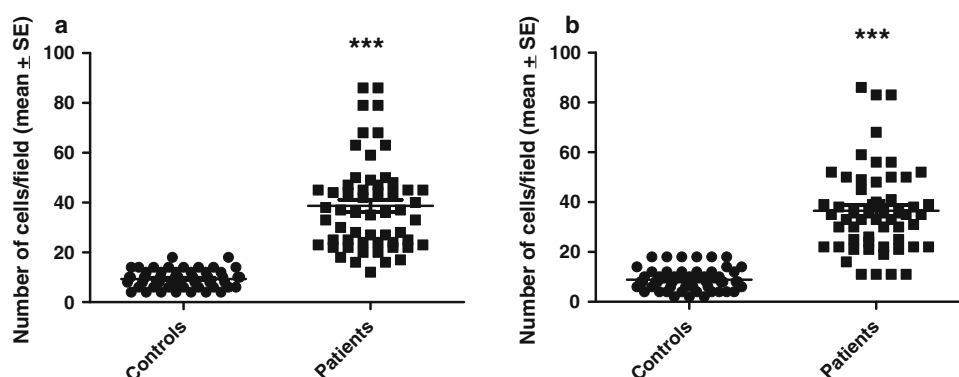 a
***
Number of cells/field (mean ± SE)
100
80
60
40
20
0
Controls
Patients
b
***
Number of cells/field (mean ± SE)
100
80
60
40
20
0
Controls
Patients